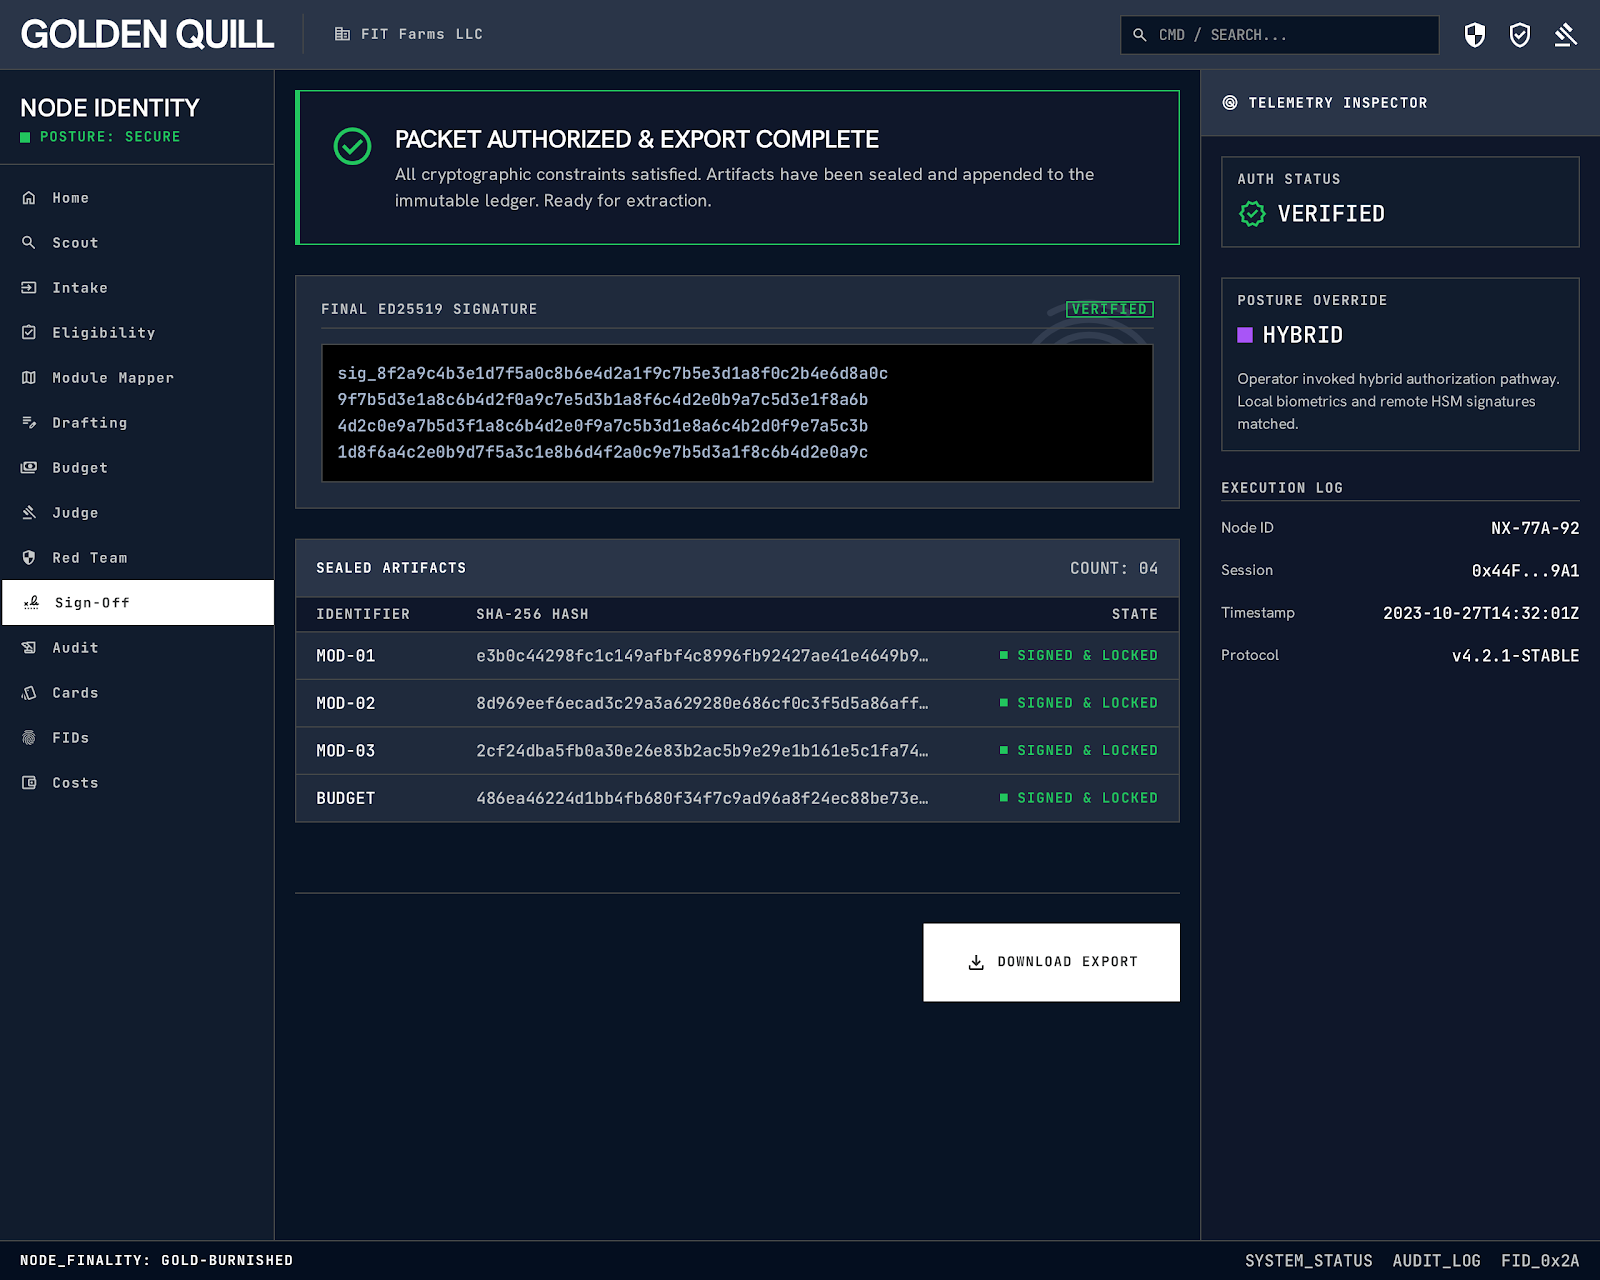 GOLDEN QUILL
FIT Farms LLC
CMD / SEARCH...
NODE IDENTITY
POSTURE: SECURE
Home
Scout
Intake
Eligibility
Module Mapper
Drafting
Budget
Judge
Red Team
Sign-Off
Audit
Cards
FIDs
Costs
PACKET AUTHORIZED & EXPORT COMPLETE
All cryptographic constraints satisfied. Artifacts have been sealed and appended to the
immutable ledger. Ready for extraction.
FINAL ED25519 SIGNATURE
VERIFIED
sig_8f2a9c4b3e1d7f5a0c8b6e4d2a1f9c7b5e3d1a8f0c2b4e6d8a0c
9f7b5d3e1a8c6b4d2f0a9c7e5d3b1a8f6c4d2e0b9a7c5d3e1f8a6b
4d2c0e9a7b5d3f1a8c6b4d2e0f9a7c5b3d1e8a6c4b2d0f9e7a5c3b
1d8f6a4c2e0b9d7f5a3c1e8b6d4f2a0c9e7b5d3a1f8c6b4d2e0a9c
SEALED ARTIFACTS
COUNT: 04
IDENTIFIER SHA-256 HASH STATE
MOD-01 e3b0c44298fc1c149afbf4c8996fb92427ae41e4649b9… SIGNED & LOCKED
MOD-02 8d969eef6ecad3c29a3a629280e686cf0c3f5d5a86aff… SIGNED & LOCKED
MOD-03 2cf24dba5fb0a30e26e83b2ac5b9e29e1b161e5c1fa74… SIGNED & LOCKED
BUDGET 486ea46224d1bb4fb680f34f7c9ad96a8f24ec88be73e… SIGNED & LOCKED
DOWNLOAD EXPORT
TELEMETRY INSPECTOR
AUTH STATUS
VERIFIED
POSTURE OVERRIDE
HYBRID
Operator invoked hybrid authorization pathway.
Local biometrics and remote HSM signatures
matched.
EXECUTION LOG
Node ID NX-77A-92
Session 0x44F...9A1
Timestamp 2023-10-27T14:32:01Z
Protocol v4.2.1-STABLE
NODE_FINALITY: GOLD-BURNISHED
SYSTEM_STATUS AUDIT_LOG FID_0x2A